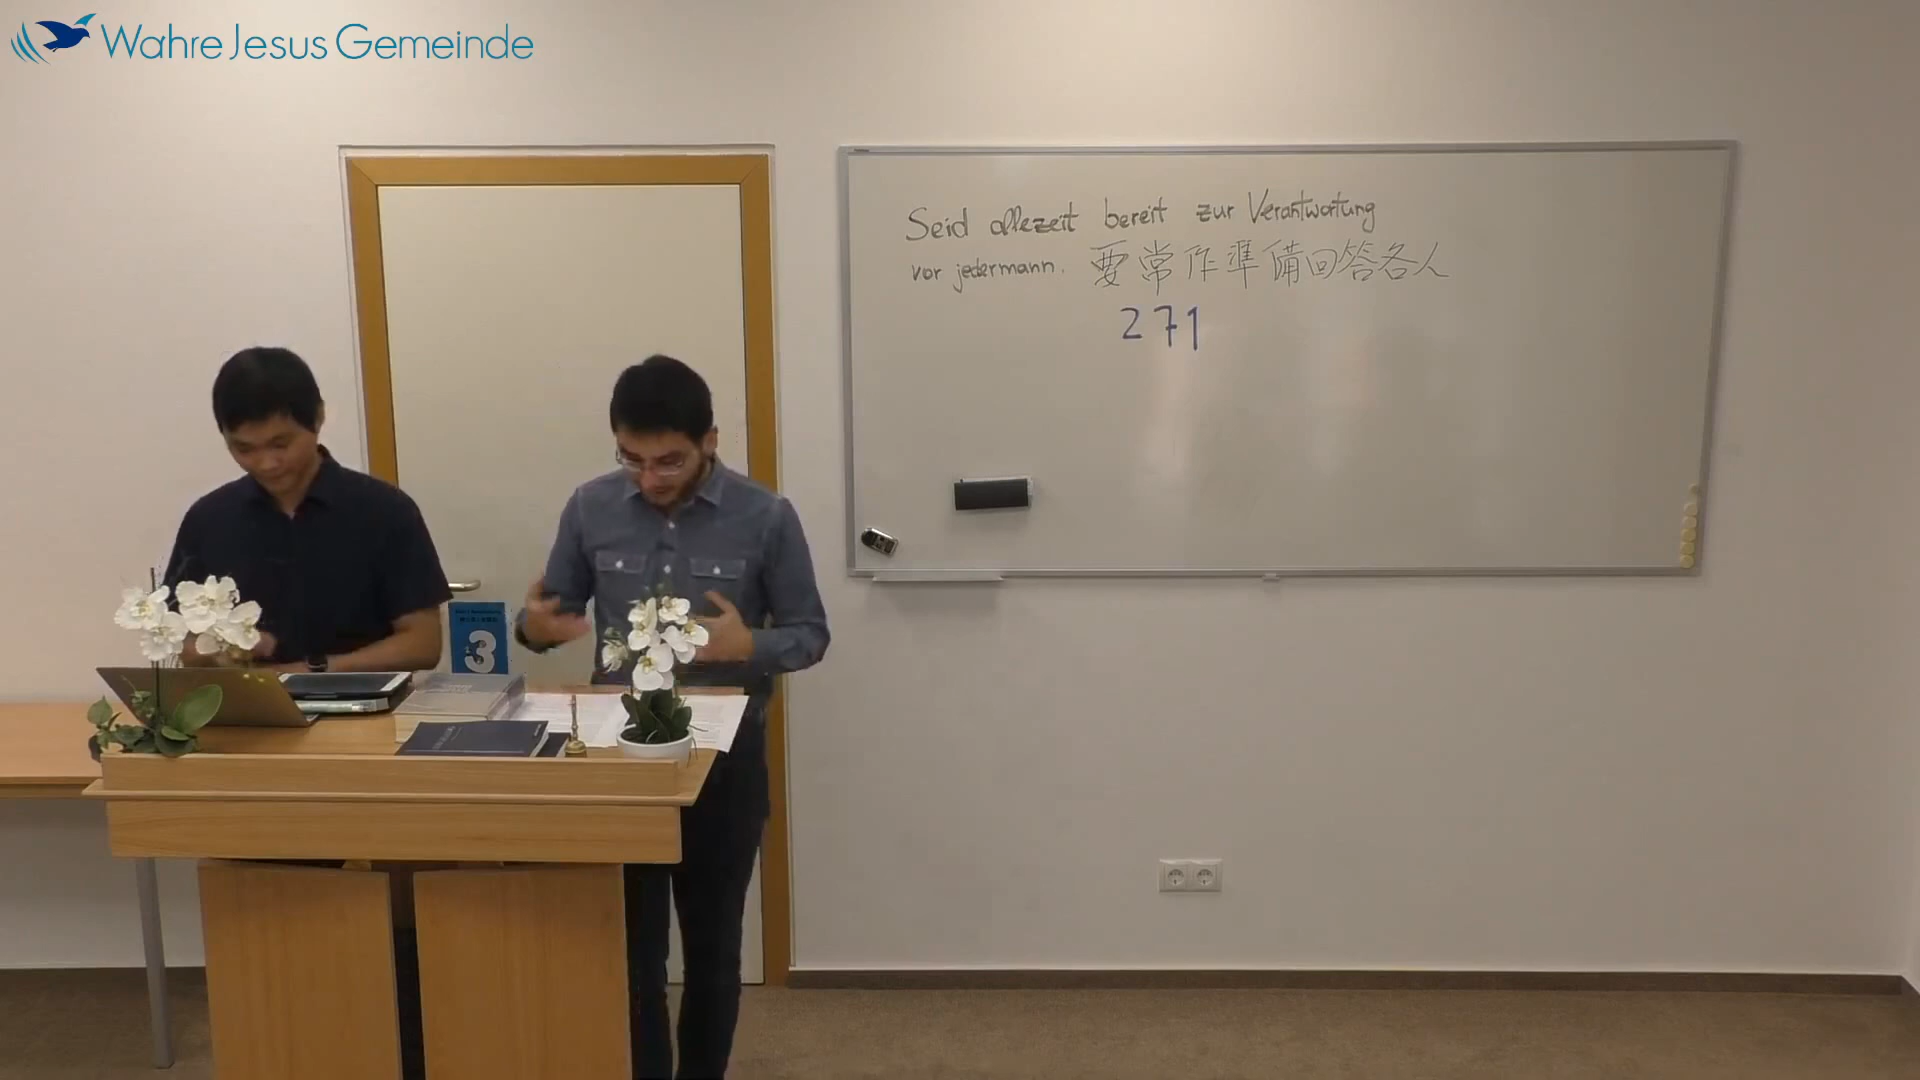 Wahre Jesus Gemeinde
Seid allezeit bereit zur Verantwortung
vor jedermann. 要常作準備回答各人
271
3